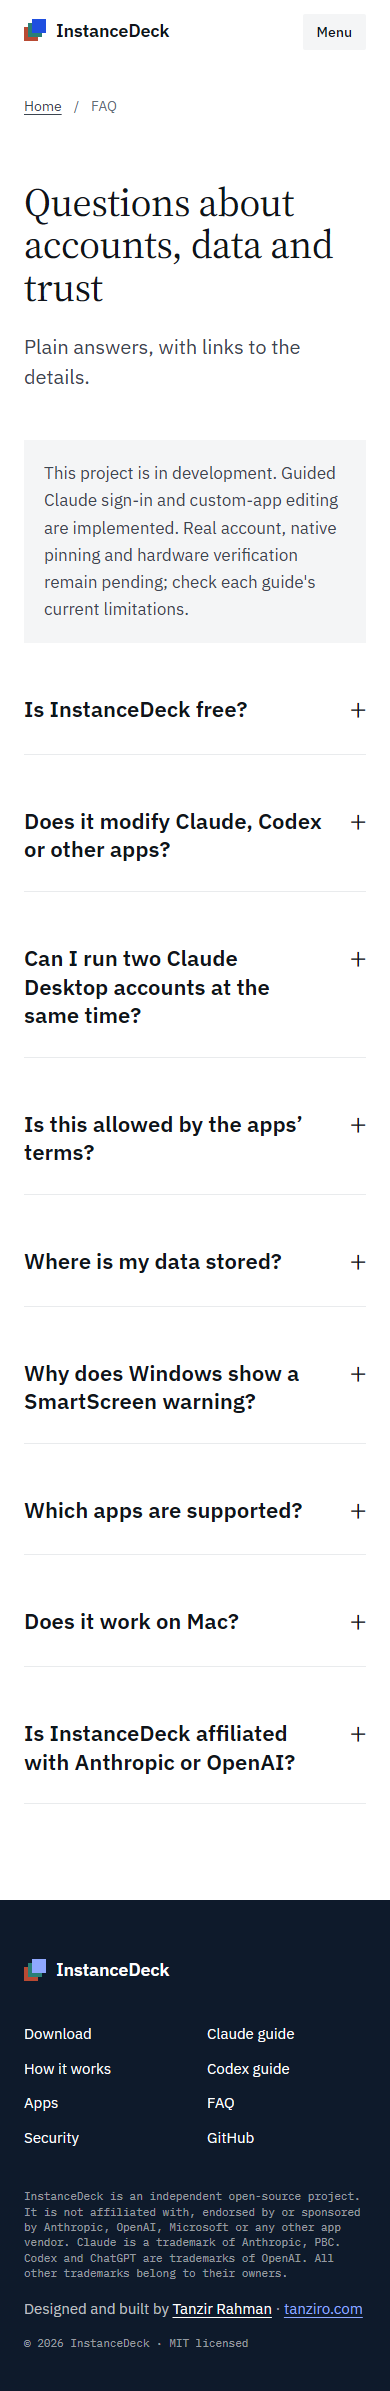 InstanceDeck
Menu
Home / FAQ
Questions about
accounts, data and
trust
Plain answers, with links to the
details.
This project is in development. Guided
Claude sign-in and custom-app editing
are implemented. Real account, native
pinning and hardware verification
remain pending; check each guide's
current limitations.
Is InstanceDeck free?
Does it modify Claude, Codex
or other apps?
Can I run two Claude
Desktop accounts at the
same time?
Is this allowed by the apps’
terms?
Where is my data stored?
Why does Windows show a
SmartScreen warning?
Which apps are supported?
Does it work on Mac?
Is InstanceDeck affiliated
with Anthropic or OpenAI?
InstanceDeck
Download
Claude guide
How it works
Codex guide
Apps
FAQ
Security
GitHub
InstanceDeck is an independent open-source project.
It is not affiliated with, endorsed by or sponsored
by Anthropic, OpenAI, Microsoft or any other app
vendor. Claude is a trademark of Anthropic, PBC.
Codex and ChatGPT are trademarks of OpenAI. All
other trademarks belong to their owners.
Designed and built by Tanzir Rahman · tanziro.com
© 2026 InstanceDeck · MIT licensed